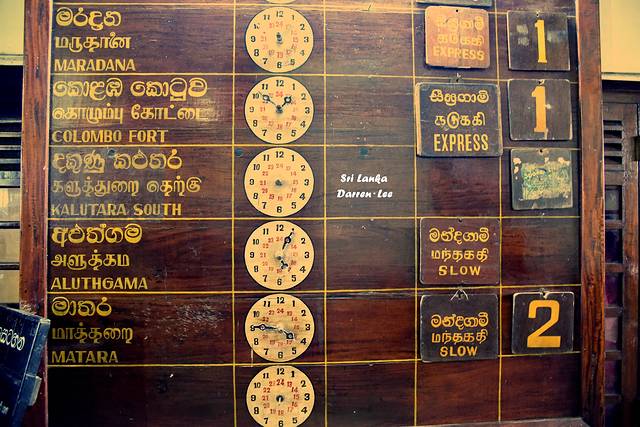 මරදාන
மருதானை
MARADANA
සීඝ්‍රගාමී
கடுகதி
EXPRESS
1
කොළඹ කොටුව
கொழும்பு கோட்டை
COLOMBO FORT
සීඝ්‍රගාමී
கடுகதி
EXPRESS
1
දකුණු කළුතර
களுத்துறை தெற்கு
KALUTARA SOUTH
Sri Lanka
Darren·Lee
අළුත්ගම
அளுத்கம
ALUTHGAMA
මන්දගාමී
மந்தகதி
SLOW
මාතර
மாத்தறை
MATARA
මන්දගාමී
மந்தகதி
SLOW
2